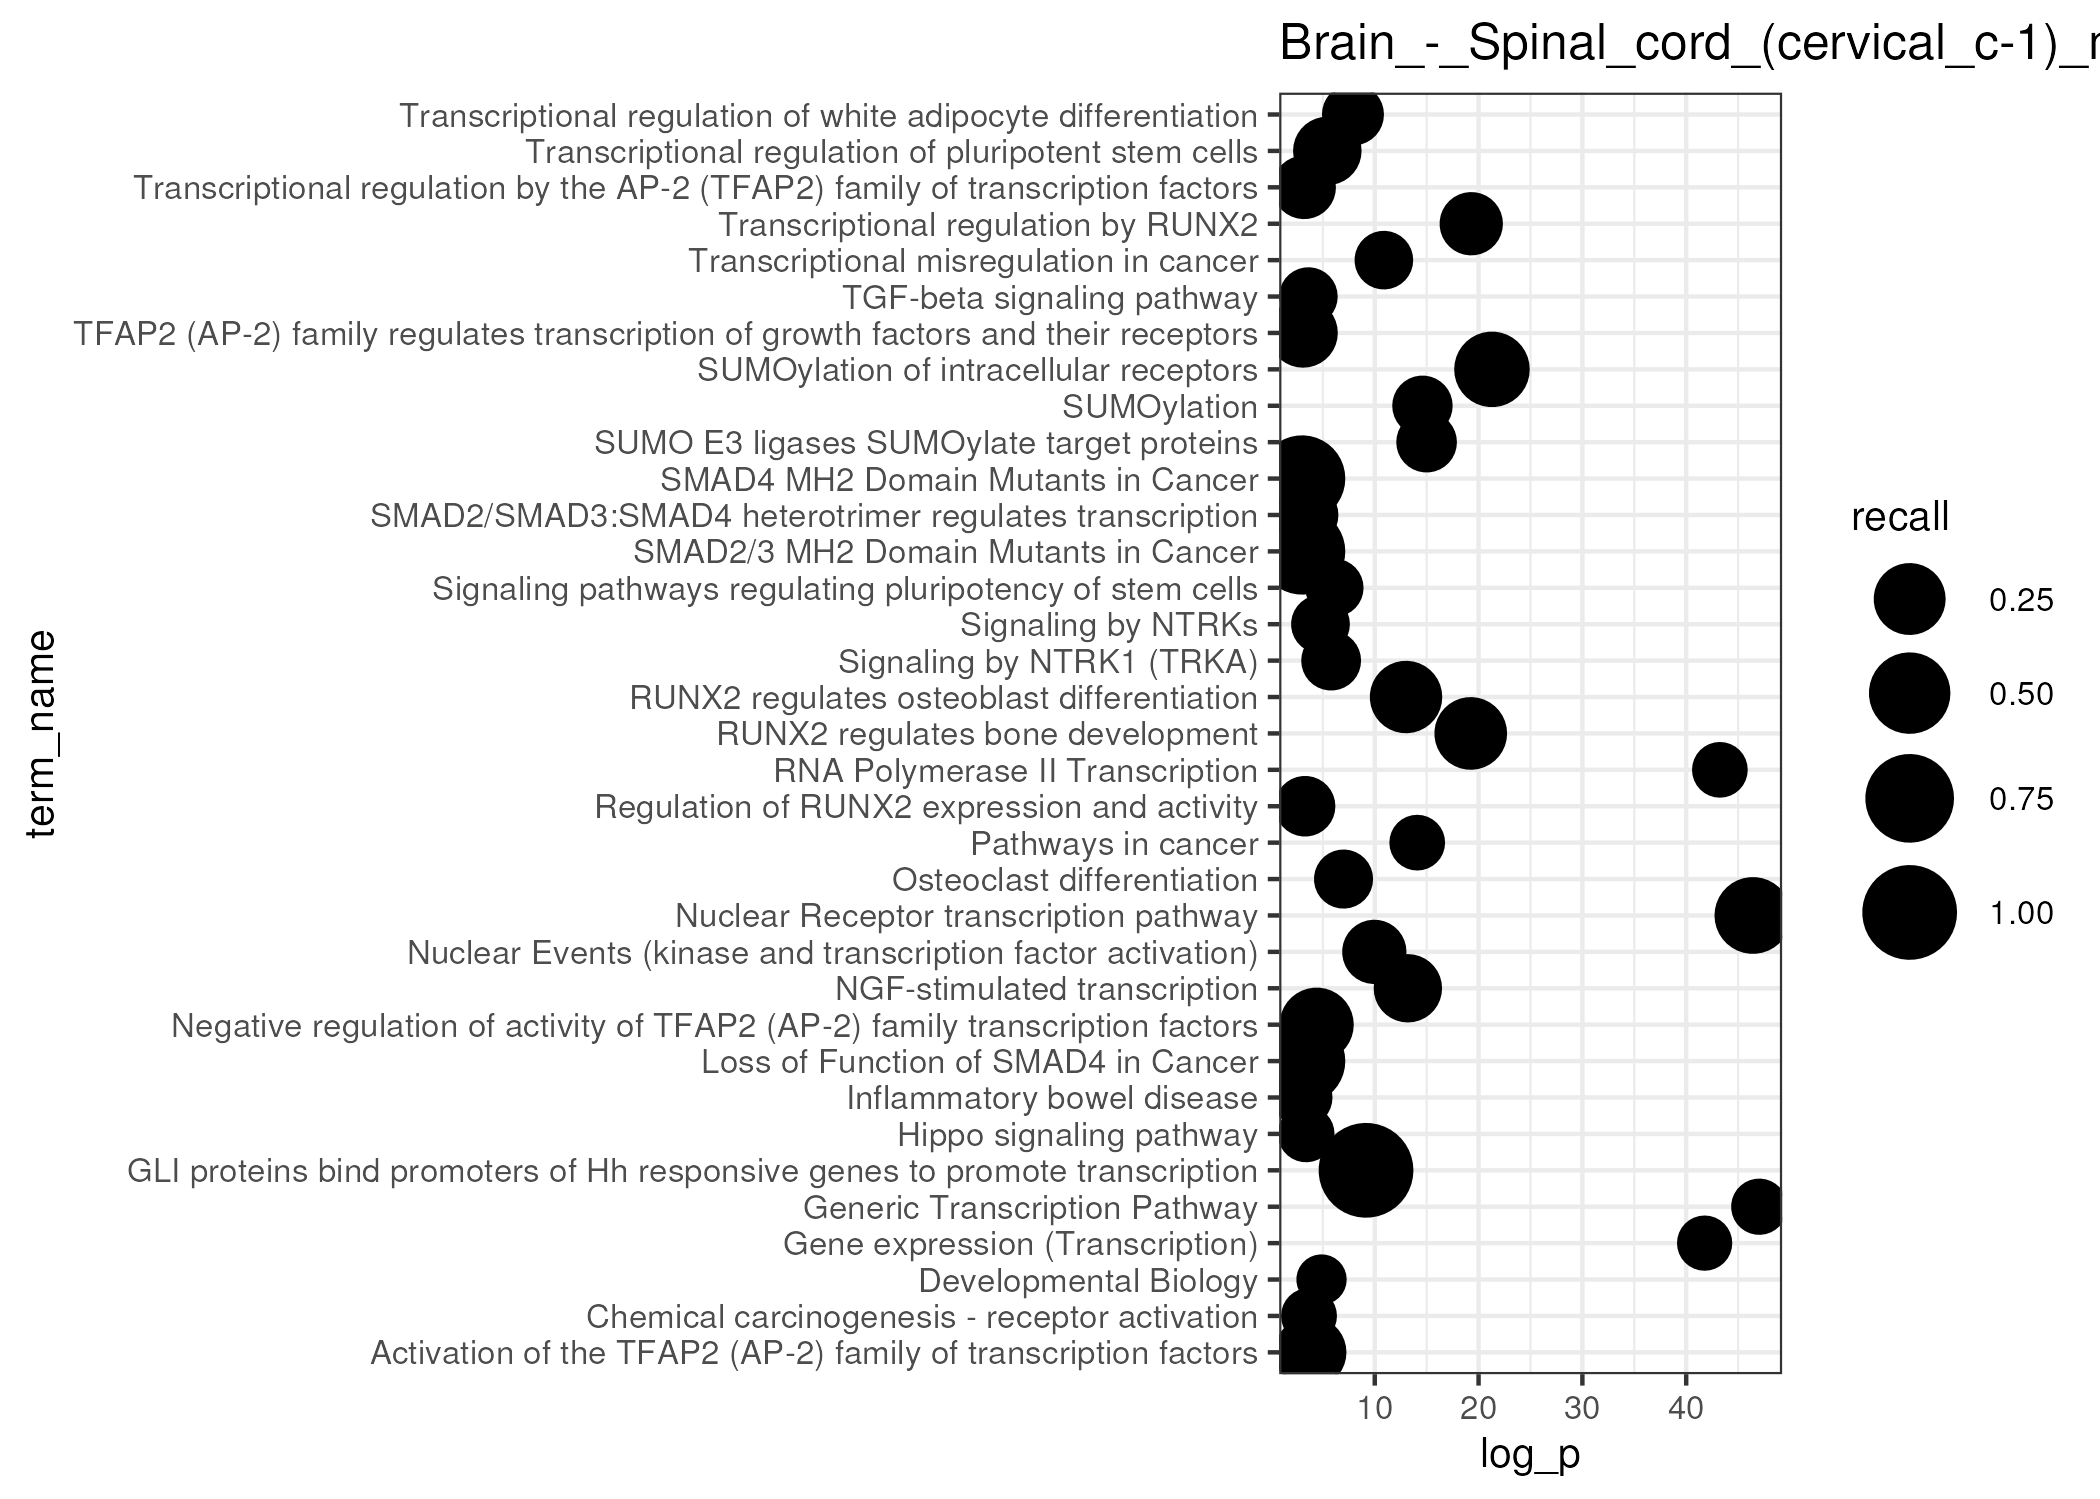 Brain_-_Spinal_cord_(cervical_c-1)_
Transcriptional regulation of white adipocyte differentiation
Transcriptional regulation of pluripotent stem cells
Transcriptional regulation by the AP-2 (TFAP2) family of transcription factors
Transcriptional regulation by RUNX2
Transcriptional misregulation in cancer
TGF-beta signaling pathway
TFAP2 (AP-2) family regulates transcription of growth factors and their receptors
SUMOylation of intracellular receptors
SUMOylation
SUMO E3 ligases SUMOylate target proteins
SMAD4 MH2 Domain Mutants in Cancer
SMAD2/SMAD3:SMAD4 heterotrimer regulates transcription
SMAD2/3 MH2 Domain Mutants in Cancer
Signaling pathways regulating pluripotency of stem cells
Signaling by NTRKs
Signaling by NTRK1 (TRKA)
RUNX2 regulates osteoblast differentiation
RUNX2 regulates bone development
RNA Polymerase II Transcription
Regulation of RUNX2 expression and activity
Pathways in cancer
Osteoclast differentiation
Nuclear Receptor transcription pathway
Nuclear Events (kinase and transcription factor activation)
NGF-stimulated transcription
Negative regulation of activity of TFAP2 (AP-2) family transcription factors
Loss of Function of SMAD4 in Cancer
Inflammatory bowel disease
Hippo signaling pathway
GLI proteins bind promoters of Hh responsive genes to promote transcription
Generic Transcription Pathway
Gene expression (Transcription)
Developmental Biology
Chemical carcinogenesis - receptor activation
Activation of the TFAP2 (AP-2) family of transcription factors
term_name
10 20 30 40
log_p
recall
0.25
0.50
0.75
1.00